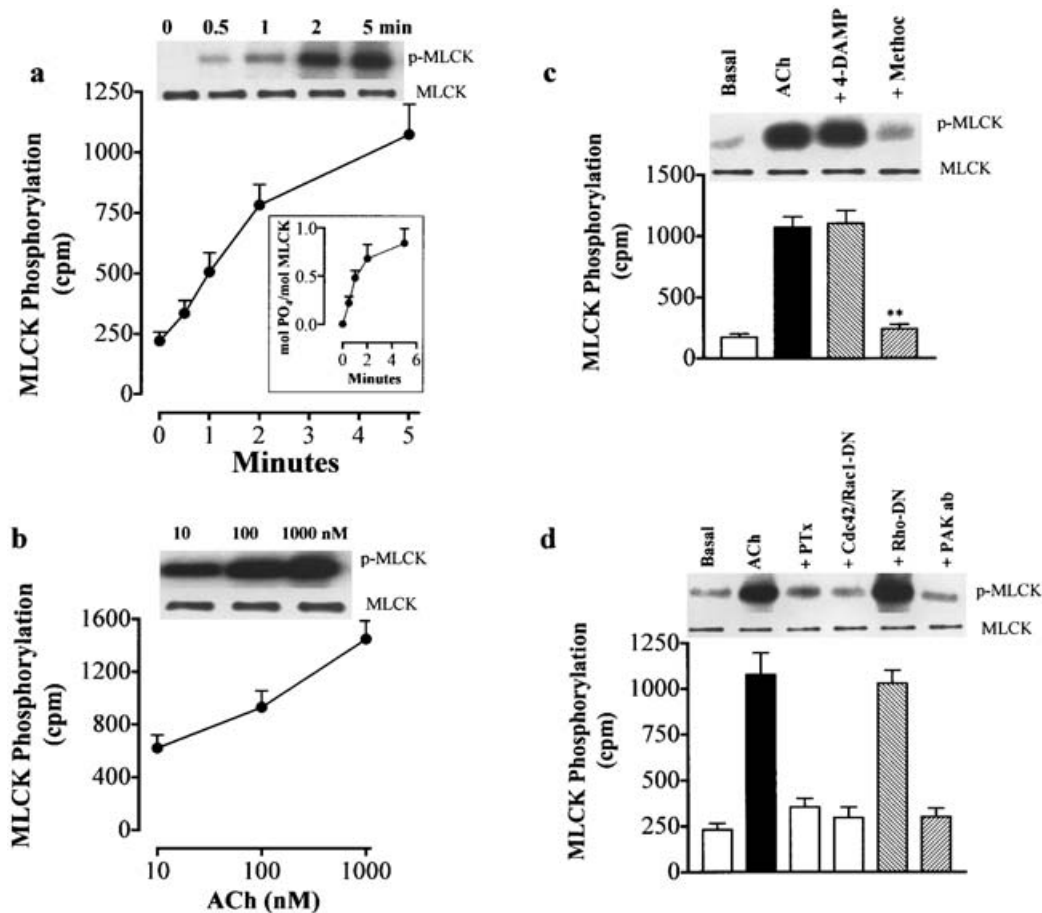 a
0 0.5 1 2 5 min
p-MLCK
MLCK
MLCK Phosphorylation
(cpm)
1250
1000
750
500
250
0
0 1 2 3 4 5
Minutes
mol PO4/mol MLCK
1.0
0.5
0.0
0 2 4 6
Minutes
b
10 100 1000 nM
p-MLCK
MLCK
MLCK Phosphorylation
(cpm)
1600
1200
800
400
0
10 100 1000
ACh (nM)
c
Basal
ACh
+ 4-DAMP
+ Methoc
p-MLCK
MLCK
MLCK Phosphorylation
(cpm)
1500
1000
500
0
**
d
Basal
ACh
+ PTx
+ Cdc42/Rac1-DN
+ Rho-DN
+ PAK ab
p-MLCK
MLCK
MLCK Phosphorylation
(cpm)
1250
1000
750
500
250
0